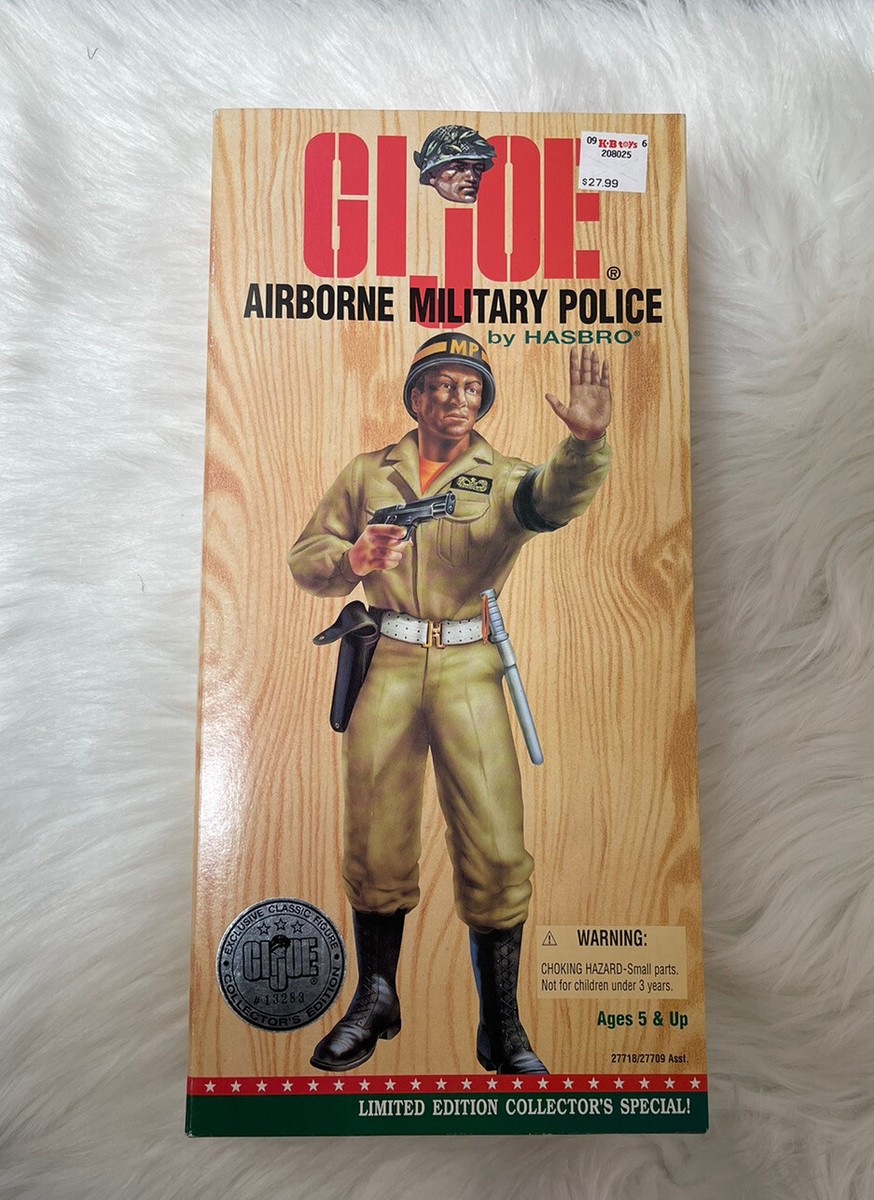 09 K·B toys 6
208025
$27.99
GI JOE®
AIRBORNE MILITARY POLICE
by HASBRO®
MP
EXCLUSIVE CLASSIC FIGURE
GI JOE®
#13283
COLLECTOR'S EDITION
WARNING:
CHOKING HAZARD-Small parts.
Not for children under 3 years.
Ages 5 & Up
27718/27709 Asst.
LIMITED EDITION COLLECTOR'S SPECIAL!